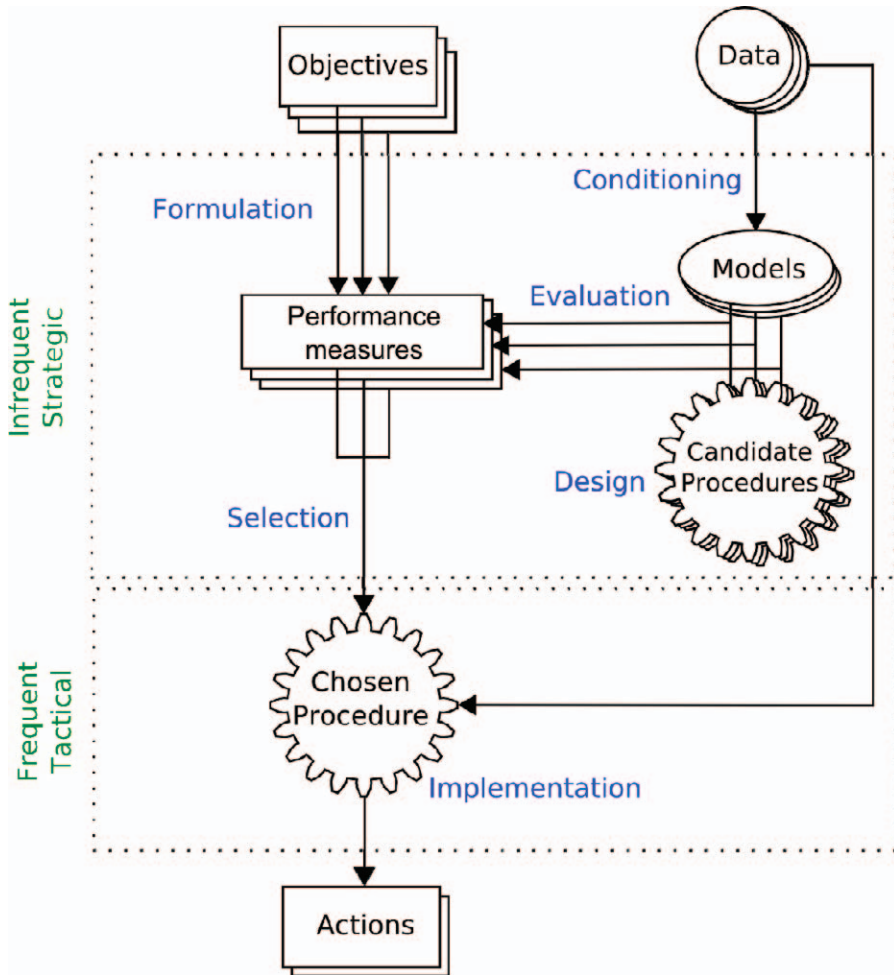 Objectives
Data
Formulation
Conditioning
Models
Evaluation
Performance
measures
Infrequent
Strategic
Candidate
Procedures
Design
Selection
Chosen
Procedure
Frequent
Tactical
Implementation
Actions